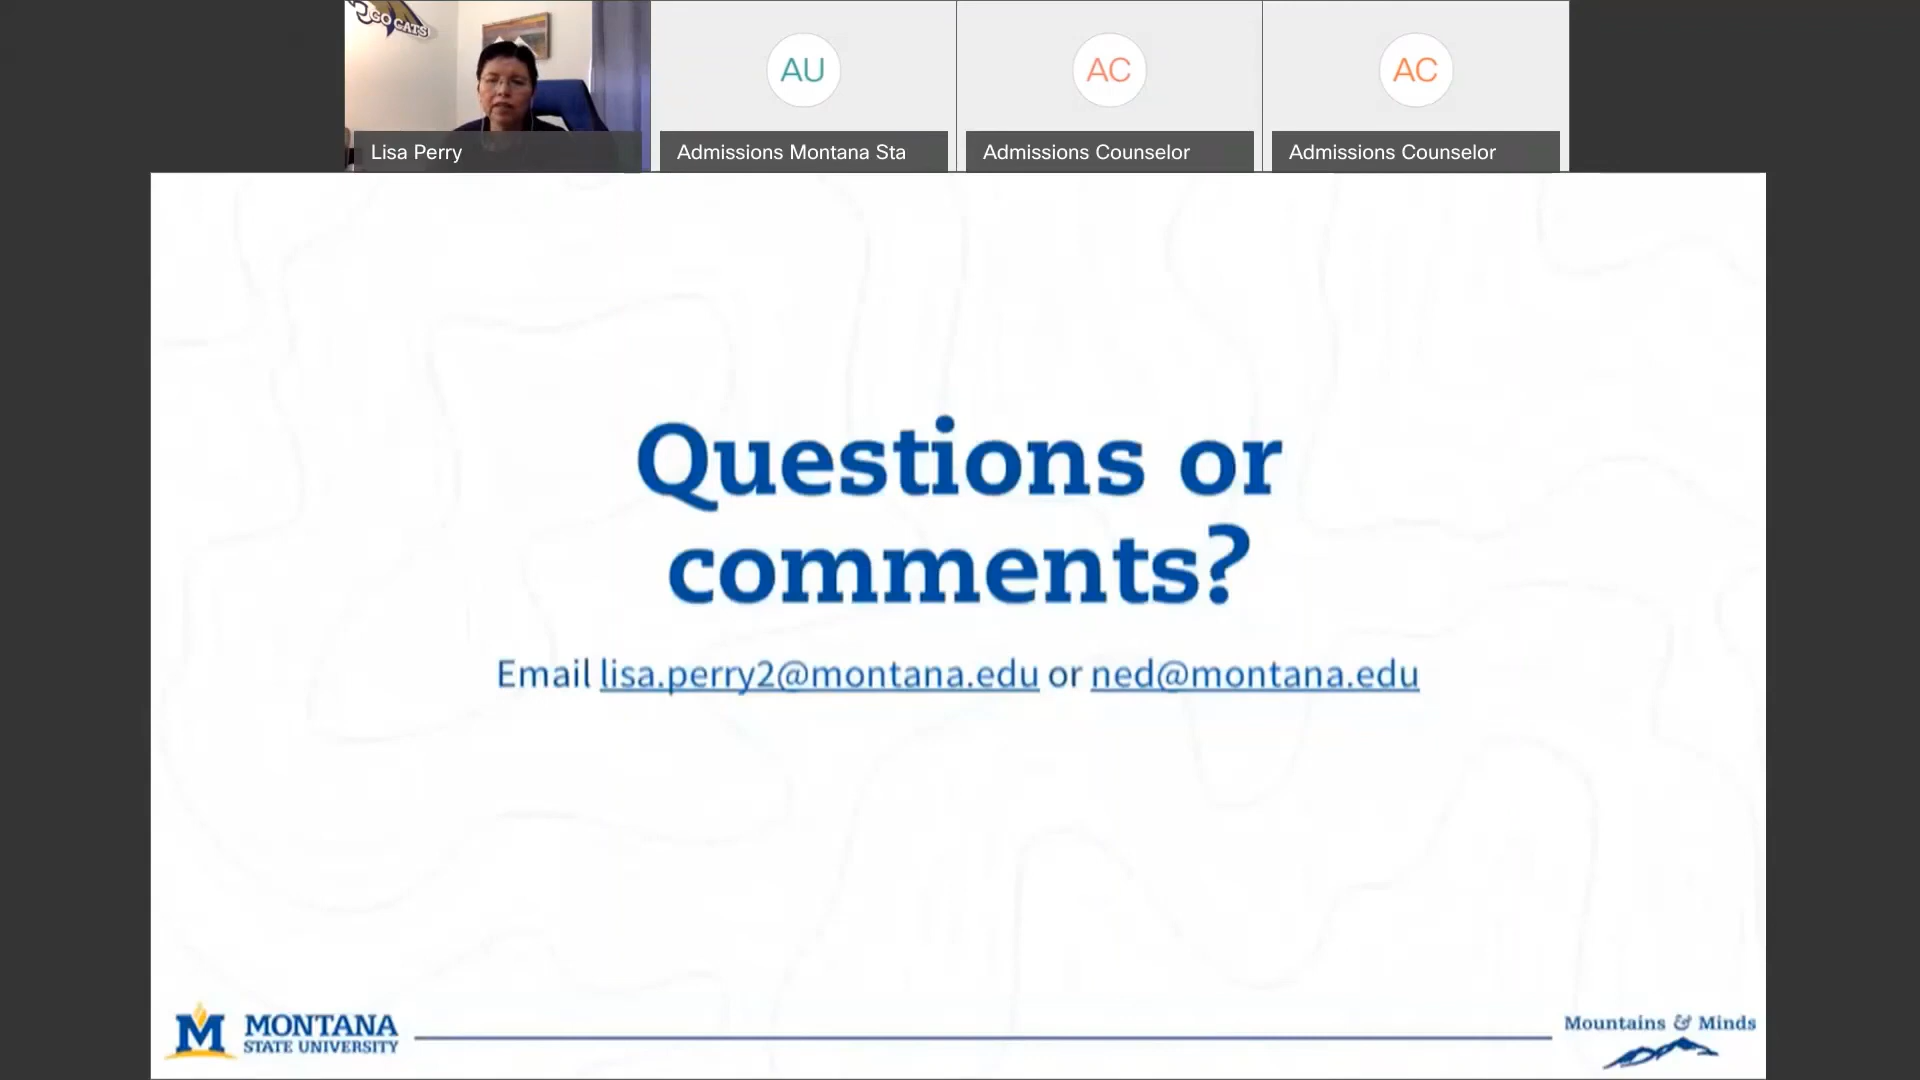 GO CATS
AU
AC
AC
Lisa Perry
Admissions Montana Sta
Admissions Counselor
Admissions Counselor
Questions or
comments?
Email lisa.perry2@montana.edu or ned@montana.edu
M
MONTANA
STATE UNIVERSITY
Mountains & Minds